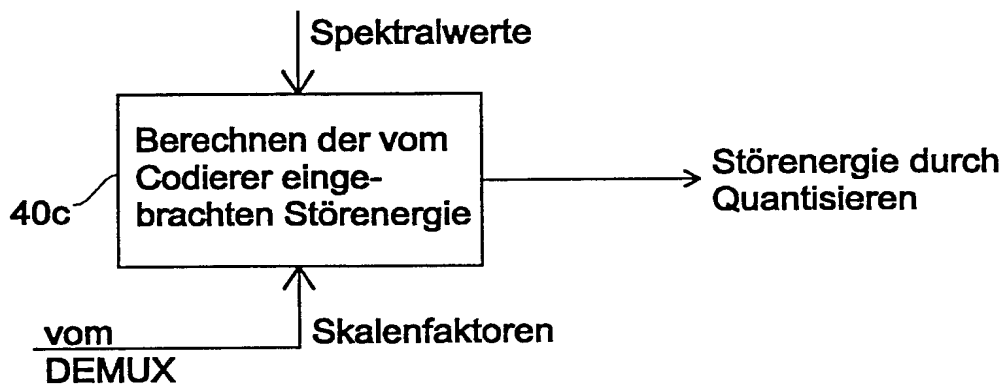 Spektralwerte
Berechnen der vom
Codierer einge-
brachten Störenergie
40c
Störenergie durch
Quantisieren
vom
DEMUX
Skalenfaktoren